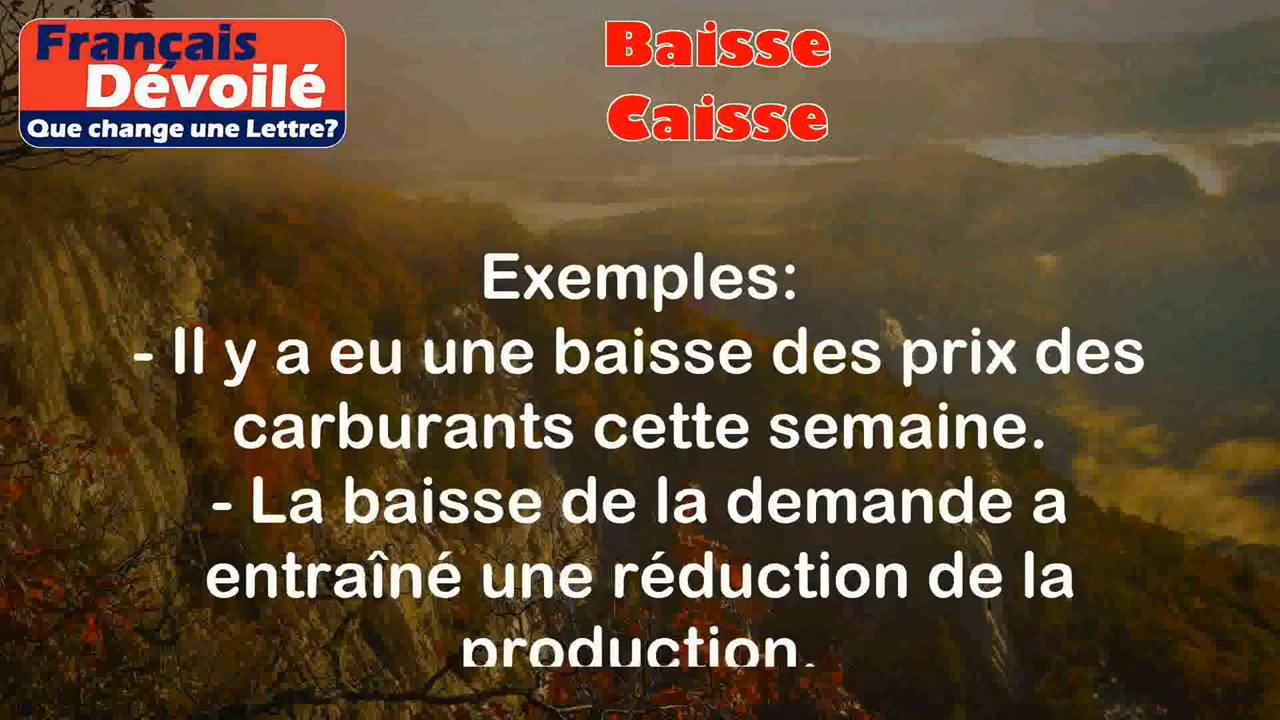 Français
Dévoilé
Que change une Lettre?
Baisse
Caisse
Exemples:
- Il y a eu une baisse des prix des
carburants cette semaine.
- La baisse de la demande a
entraîné une réduction de la
production.